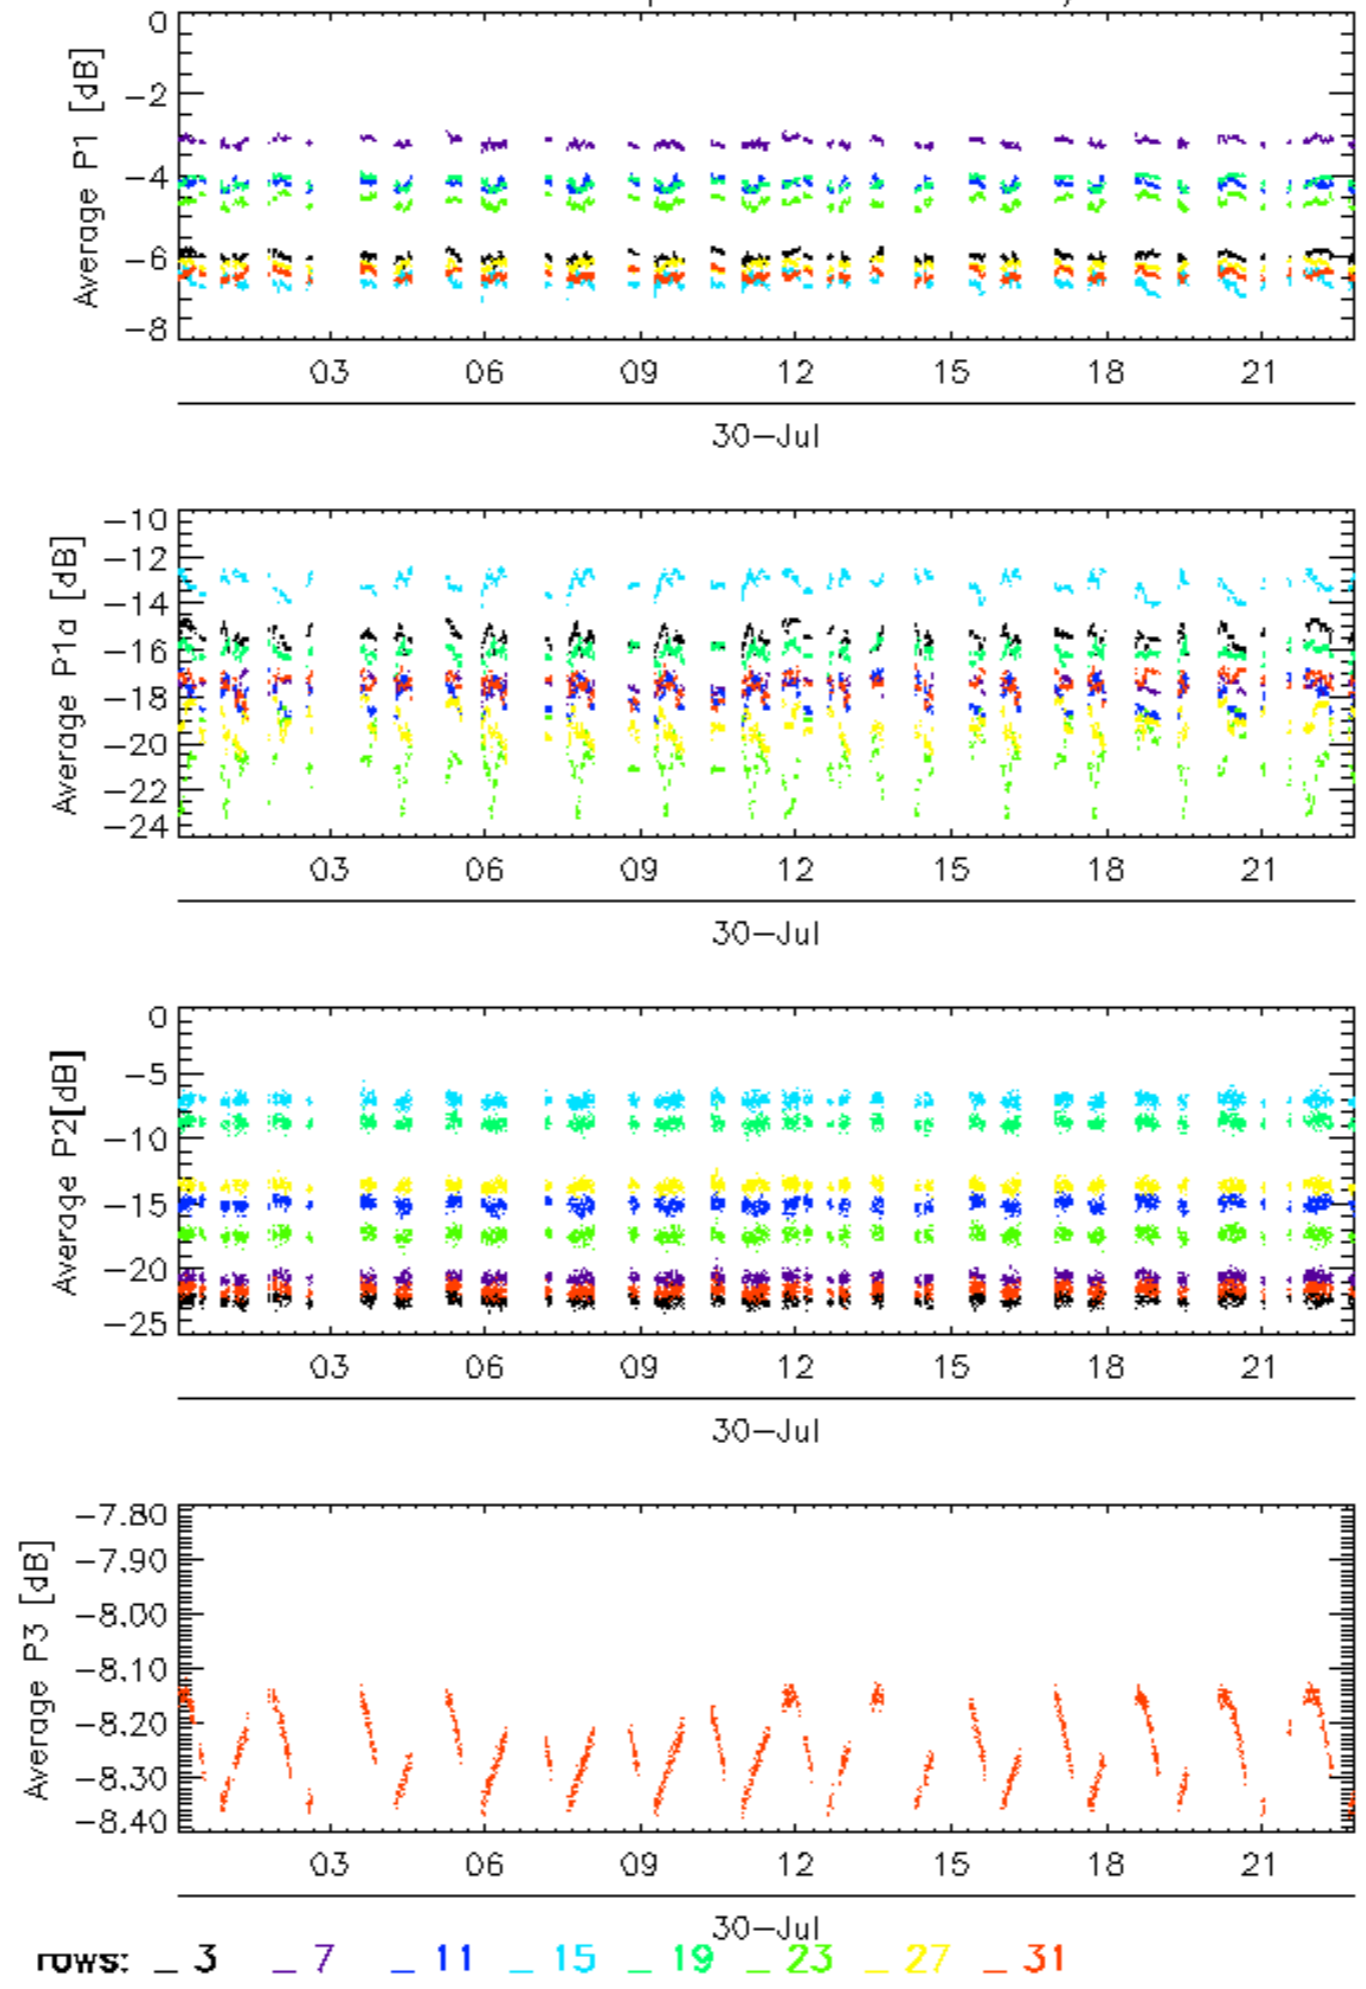 Average P1 [dB]
0
-2
-4
-6
-8
03 06 09 12 15 18 21
30-Jul
Average P1a [dB]
-10
-12
-14
-16
-18
-20
-22
-24
03 06 09 12 15 18 21
30-Jul
Average P2[dB]
0
-5
-10
-15
-20
-25
03 06 09 12 15 18 21
30-Jul
Average P3 [dB]
-7.80
-7.90
-8.00
-8.10
-8.20
-8.30
-8.40
03 06 09 12 15 18 21
30-Jul
rows: _ 3 _ 7 _ 11 _ 15 _ 19 _ 23 _ 27 _ 31